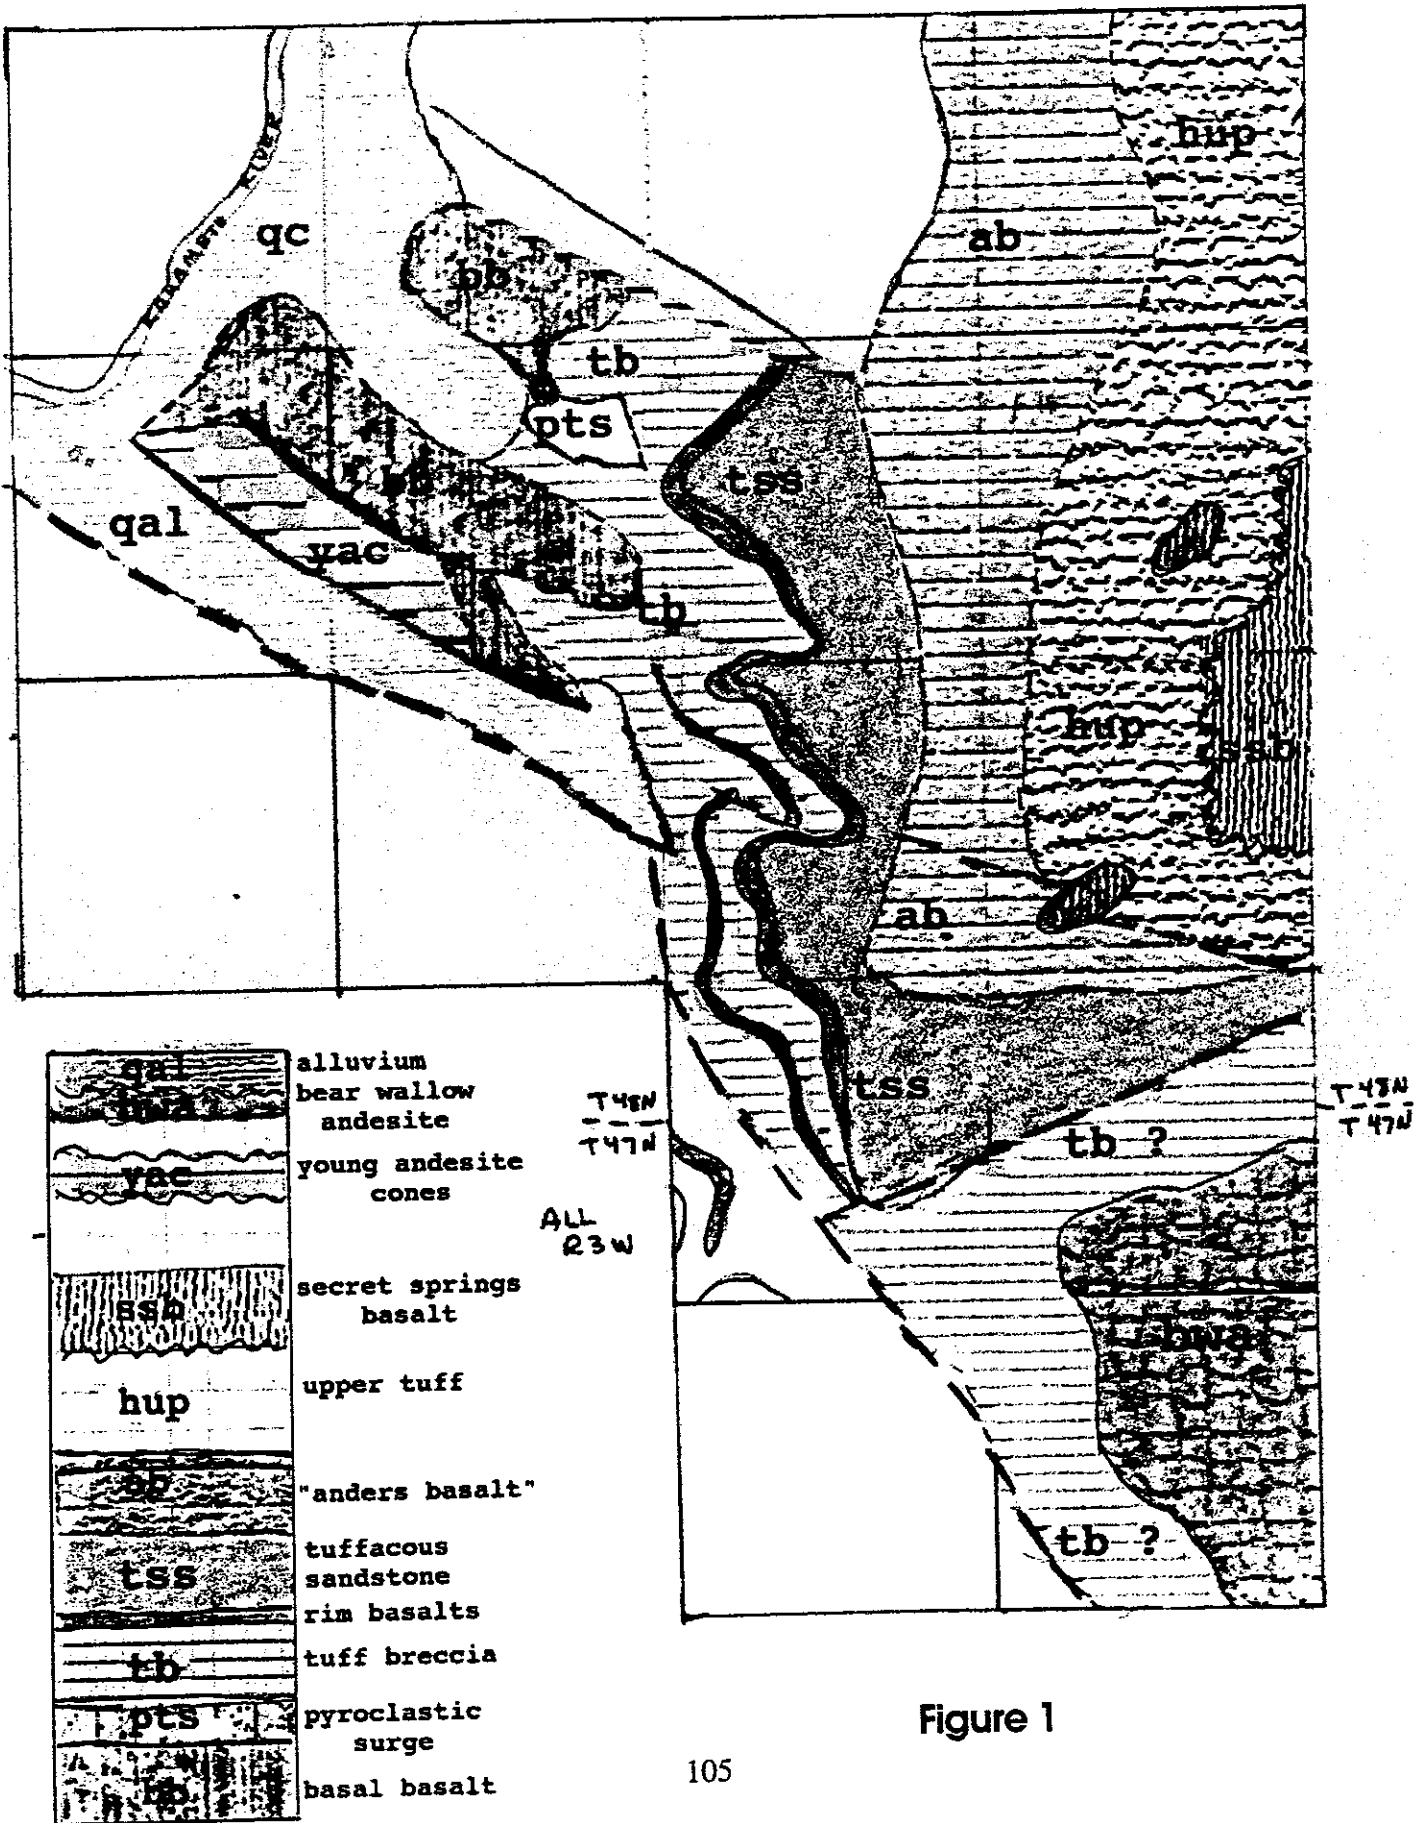 RIVER
qc
bb
ab
hup
tb
pts
tss
qal
yac
bb
tb
hup
ssb
ab
tss
tb ?
T48N
T47N
T48N
T47N
ALL
R3W
bwa
tb ?
qal alluvium
bwa bear wallow
andesite
yac young andesite
cones
ssb secret springs
basalt
hup upper tuff
ab "anders basalt"
tss tuffacous
sandstone
rim basalts
tb tuff breccia
pts pyroclastic
surge
bb basal basalt
Figure 1
105